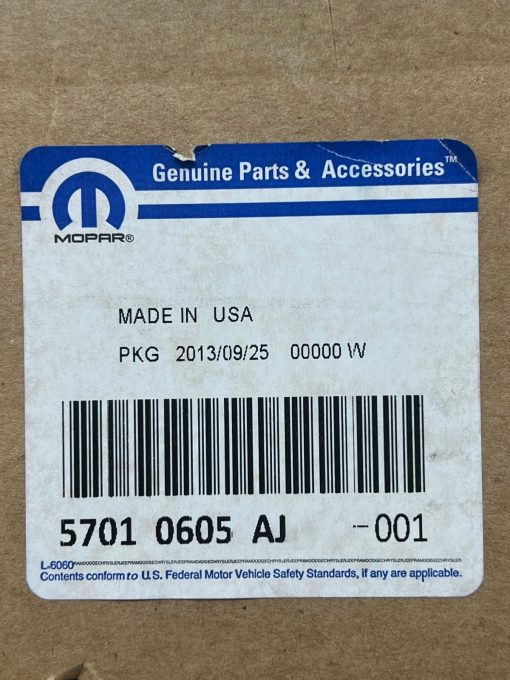 Genuine Parts & Accessories™
MOPAR®
MADE IN USA
PKG 2013/09/25 00000 W
5701 0605 AJ -001
L-6060
Contents conform to U.S. Federal Motor Vehicle Safety Standards, if any are applicable.